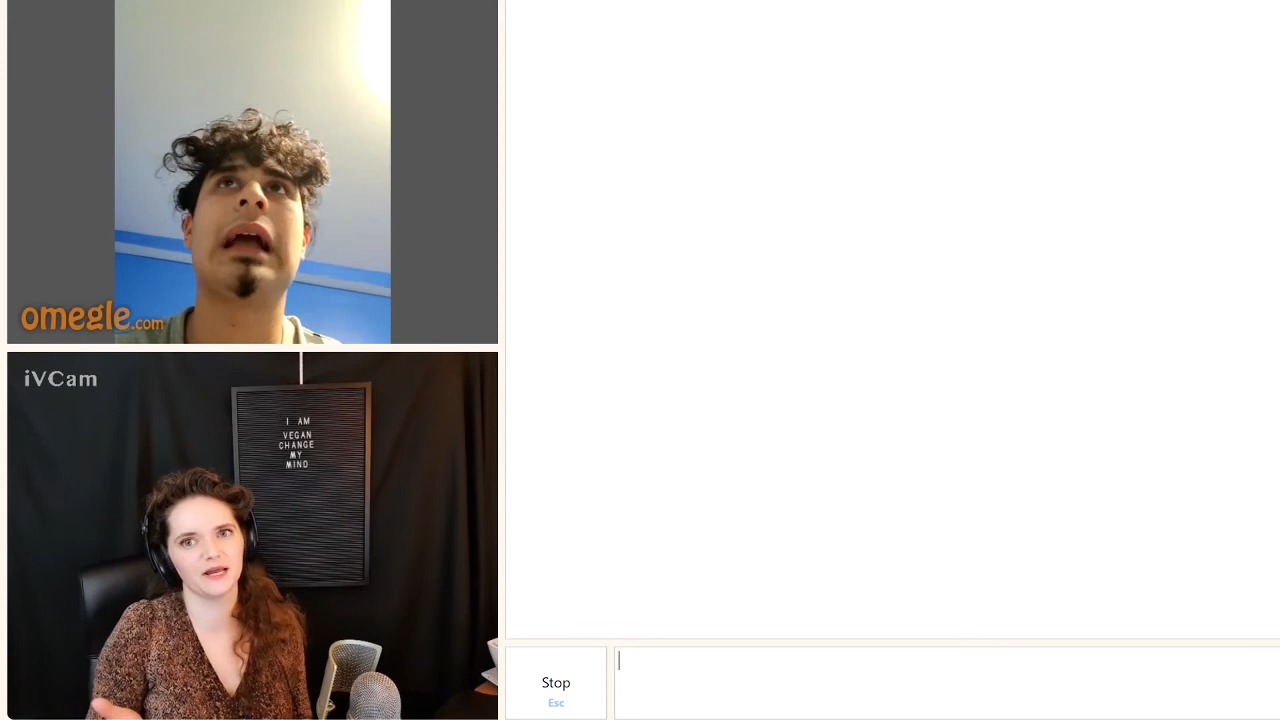 omegle.com
iVCam
I AM
VEGAN
CHANGE
MY
MIND
Stop
Esc